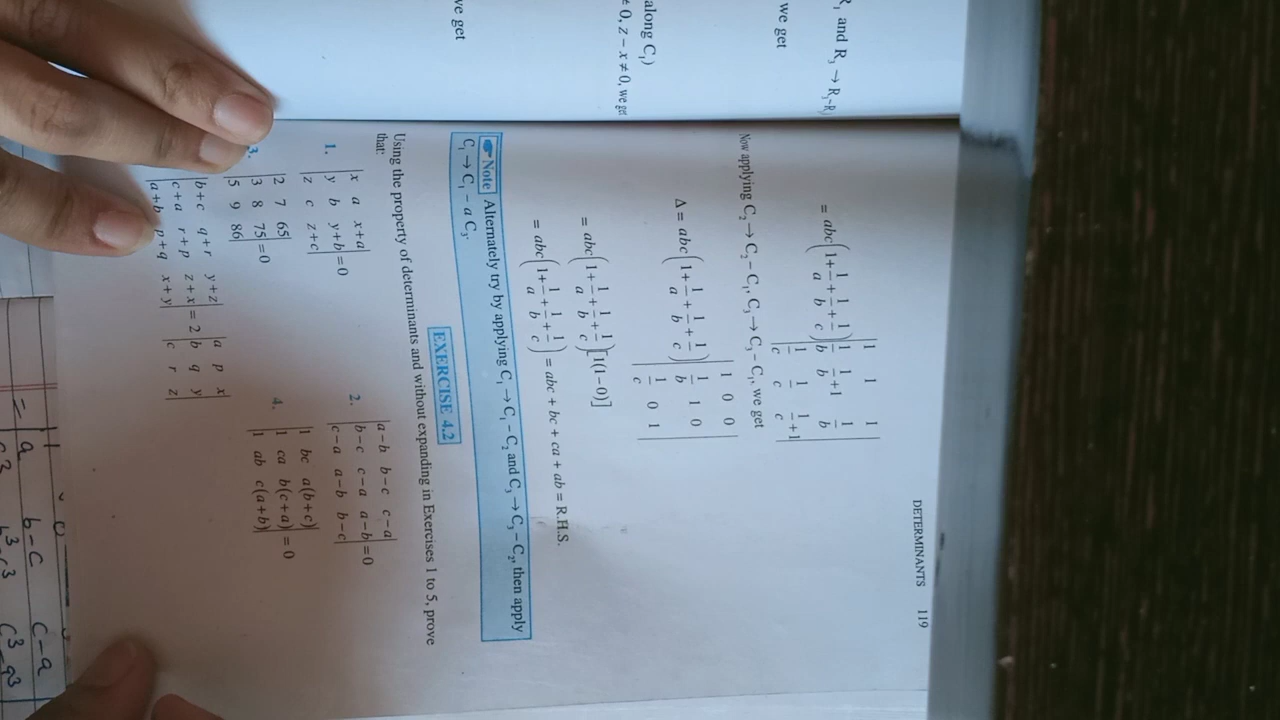 R₁ and R₃ → R₃–R₁
we get
along C₁)
≠ 0, z – x ≠ 0, we get
we get
DETERMINANTS 119
= abc(1+1/a+1/b+1/c) |1 1 1|
|1/b 1/b+1 1/b|
|1/c 1/c 1/c+1|
Now applying C₂ → C₂ – C₁, C₃ → C₃ – C₁, we get
Δ = abc(1+1/a+1/b+1/c) |1 0 0|
|1/b 1 0|
|1/c 0 1|
= abc(1+1/a+1/b+1/c)[1(1–0)]
= abc(1+1/a+1/b+1/c) = abc + bc + ca + ab = R.H.S.
☛ Note Alternately try by applying C₁ → C₁ – C₂ and C₃ → C₃ – C₂, then apply
C₁ → C₁ – a C₃.
EXERCISE 4.2
Using the property of determinants and without expanding in Exercises 1 to 5, prove
that:
1. |x a x+a|
|y b y+b| = 0
|z c z+c|
2. |a–b b–c c–a|
|b–c c–a a–b| = 0
|c–a a–b b–c|
3. |2 7 65|
|3 8 75| = 0
|5 9 86|
4. |1 bc a(b+c)|
|1 ca b(c+a)| = 0
|1 ab c(a+b)|
|b+c q+r y+z| |a p x|
|c+a r+p z+x| = 2 |b q y|
|a+b p+q x+y| |c r z|
= a b–c c–a
c³ b³–c³ c³–a³